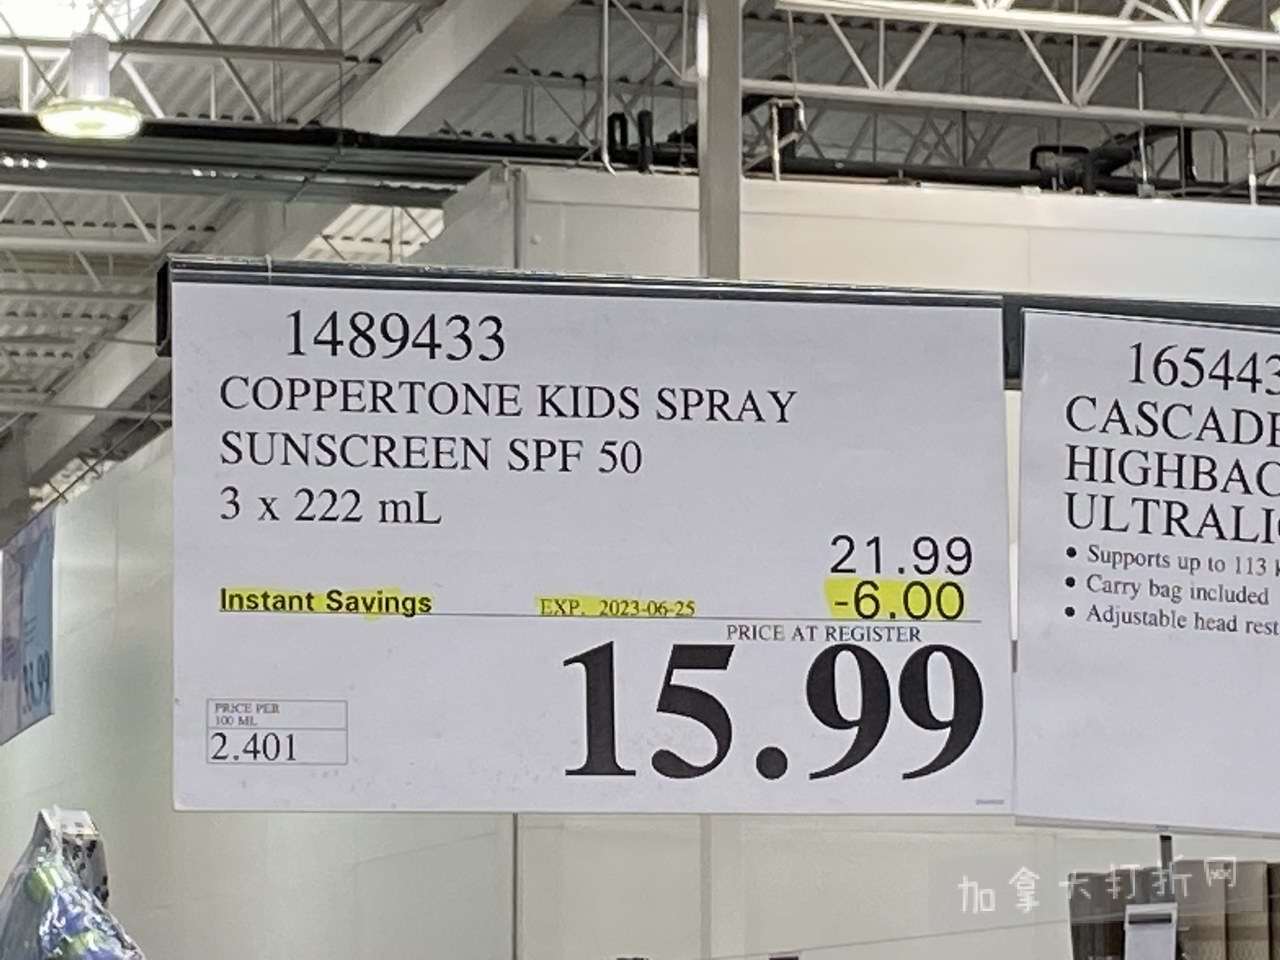 1489433
COPPERTONE KIDS SPRAY
SUNSCREEN SPF 50
3 x 222 mL
21.99
Instant Savings EXP. 2023-06-25 -6.00
PRICE AT REGISTER
15.99
PRICE PER
100 ML
2.401
165443
CASCADE
HIGHBAC
ULTRALI
• Supports up to 113
• Carry bag included
• Adjustable head rest
加拿大打折网